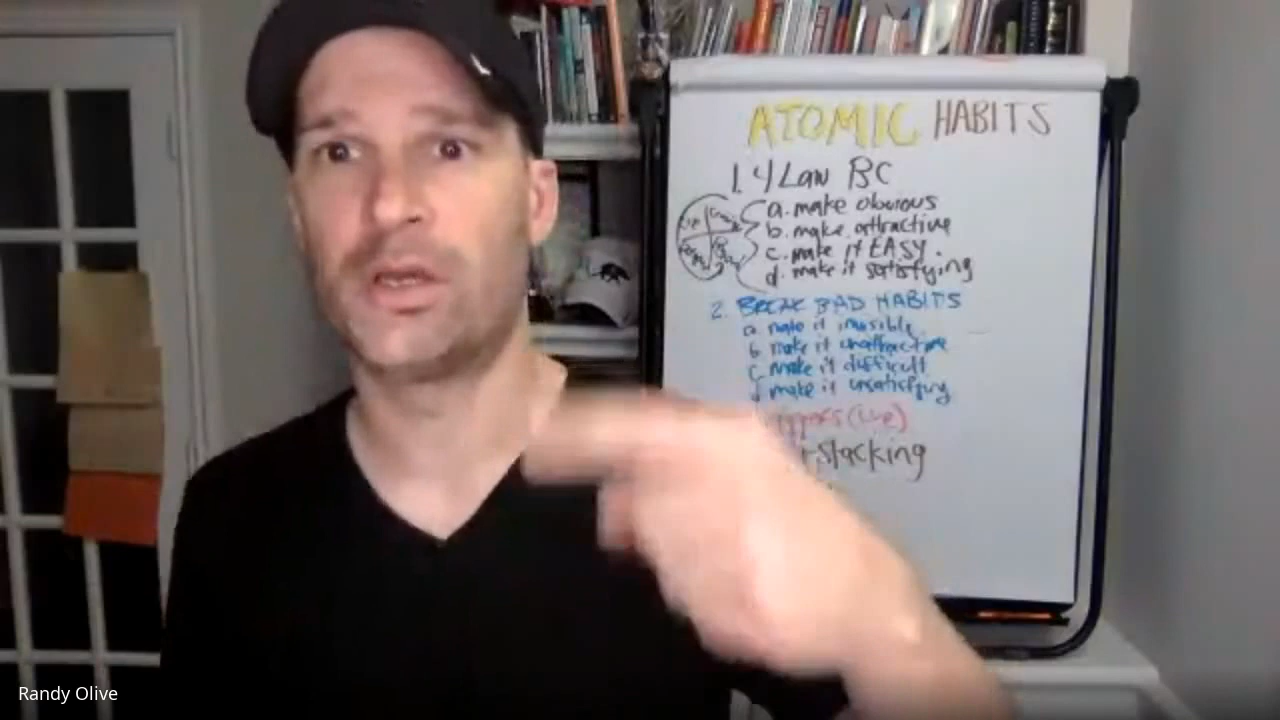 ATOMIC HABITS
1. 4 Law BC
a. make obvious
b. make attractive
c. make it EASY.
d. make it satisfying
2. BREAK BAD HABITS
a. make it invisible
b make it unattractive
c make it difficult
d make it unsatisfying
stacking
Randy Olive